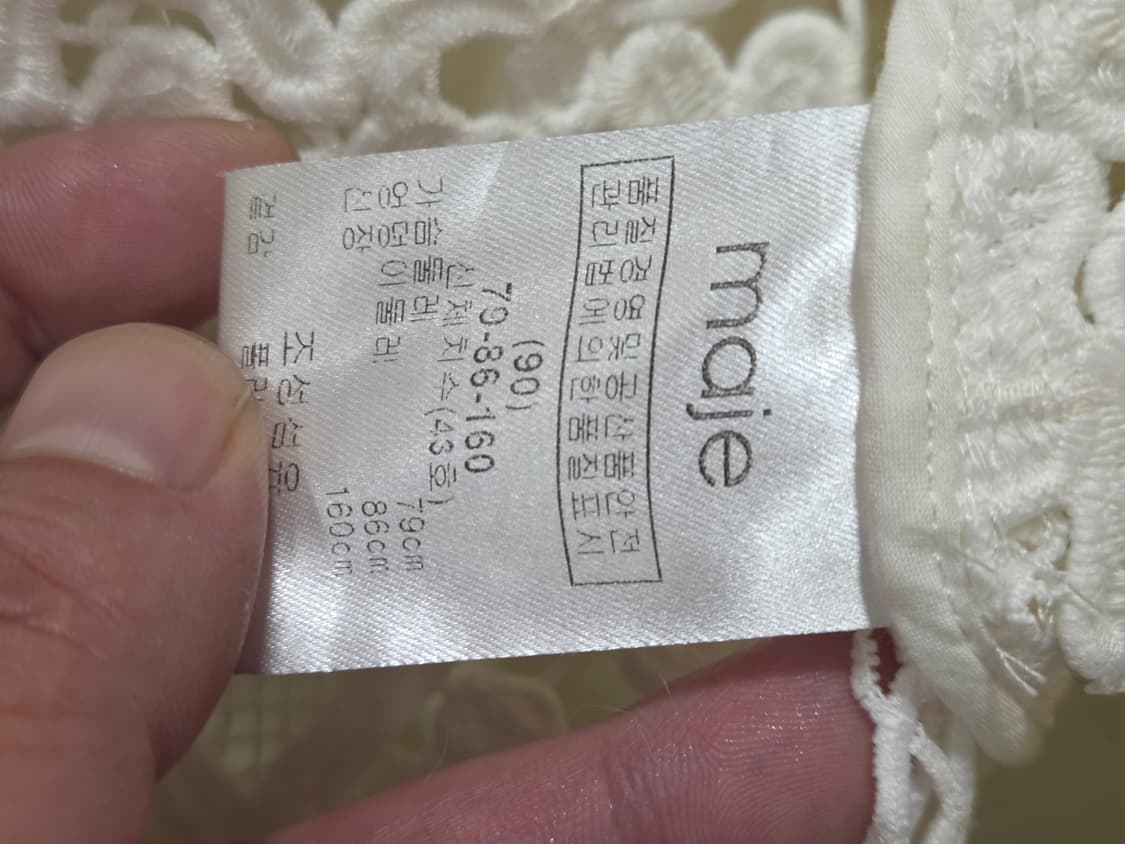 maje
품질경영 및 공산품안전
관리법에 의한 품질표시
(90)
79-86-160
신체치수(43호)
가슴둘레 79cm
엉덩이둘레 86cm
신장 160cm
조성섬유
겉감